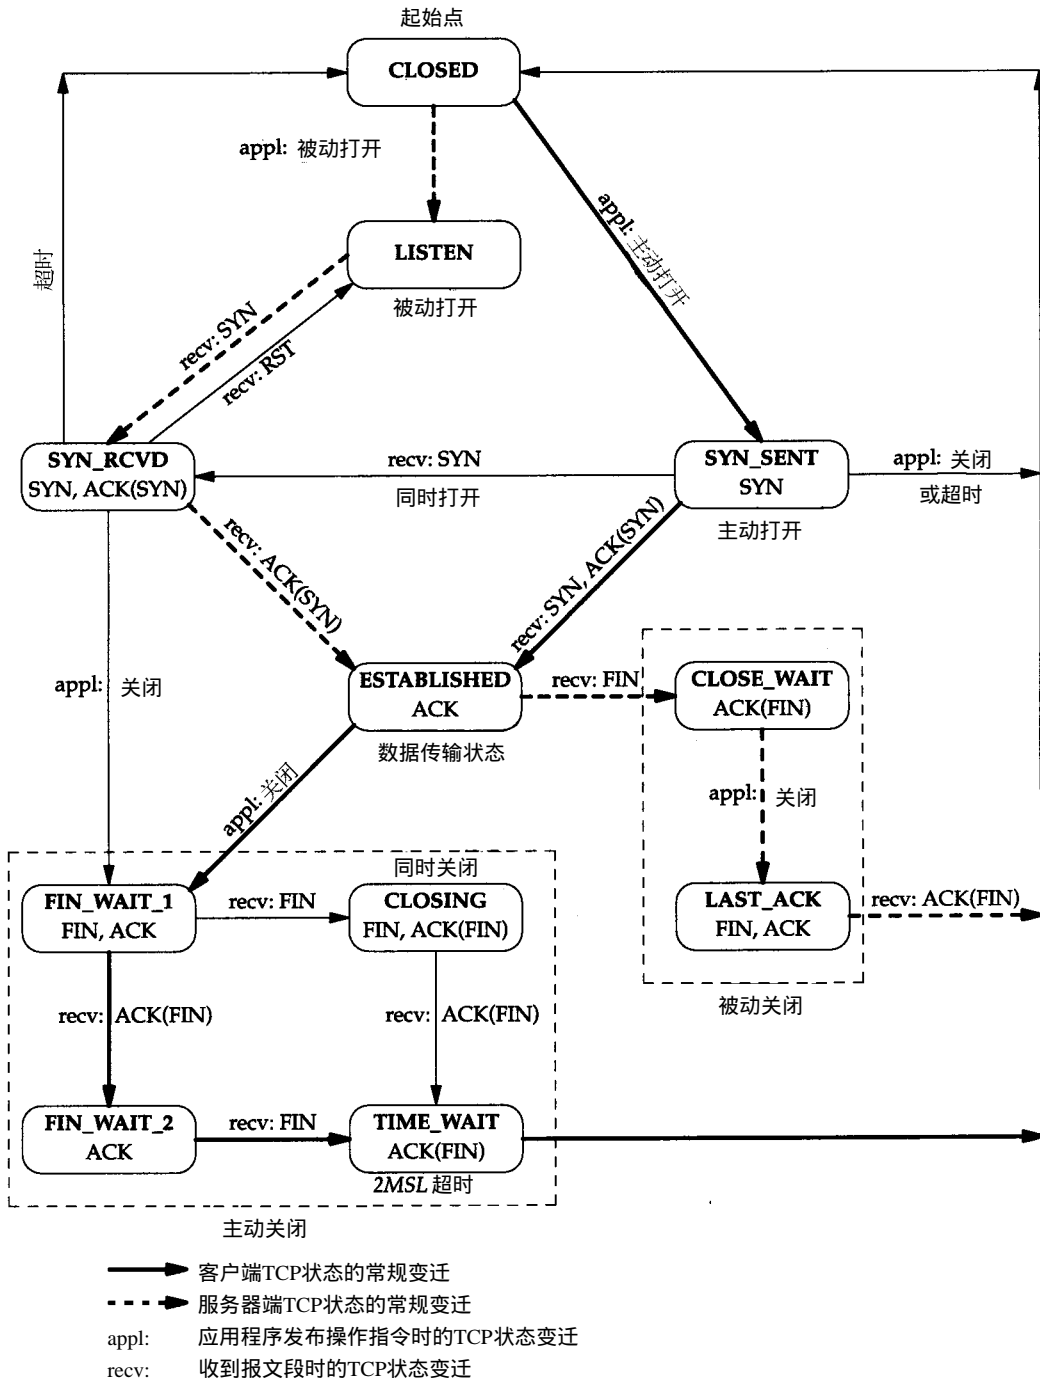 起始点
CLOSED
appl: 被动打开
appl: 主动打开
超时
LISTEN
被动打开
recv: SYN
recv: RST
SYN_RCVD
SYN, ACK(SYN)
recv: SYN
同时打开
SYN_SENT
SYN
主动打开
appl: 关闭
或超时
recv: ACK(SYN)
recv: SYN, ACK(SYN)
appl: 关闭
ESTABLISHED
ACK
数据传输状态
recv: FIN
CLOSE_WAIT
ACK(FIN)
appl: 关闭
appl: 关闭
LAST_ACK
FIN, ACK
recv: ACK(FIN)
被动关闭
同时关闭
FIN_WAIT_1
FIN, ACK
recv: FIN
CLOSING
FIN, ACK(FIN)
recv: ACK(FIN)
recv: ACK(FIN)
FIN_WAIT_2
ACK
recv: FIN
TIME_WAIT
ACK(FIN)
2MSL 超时
主动关闭
客户端TCP状态的常规变迁
服务器端TCP状态的常规变迁
appl: 应用程序发布操作指令时的TCP状态变迁
recv: 收到报文段时的TCP状态变迁